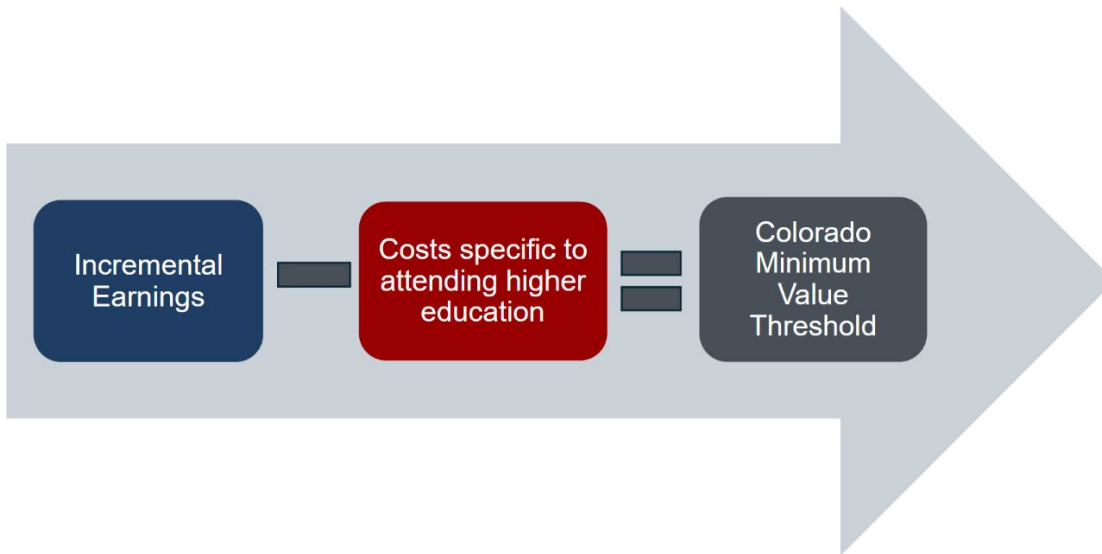 Incremental
Earnings
Costs specific to
attending higher
education
Colorado
Minimum
Value
Threshold